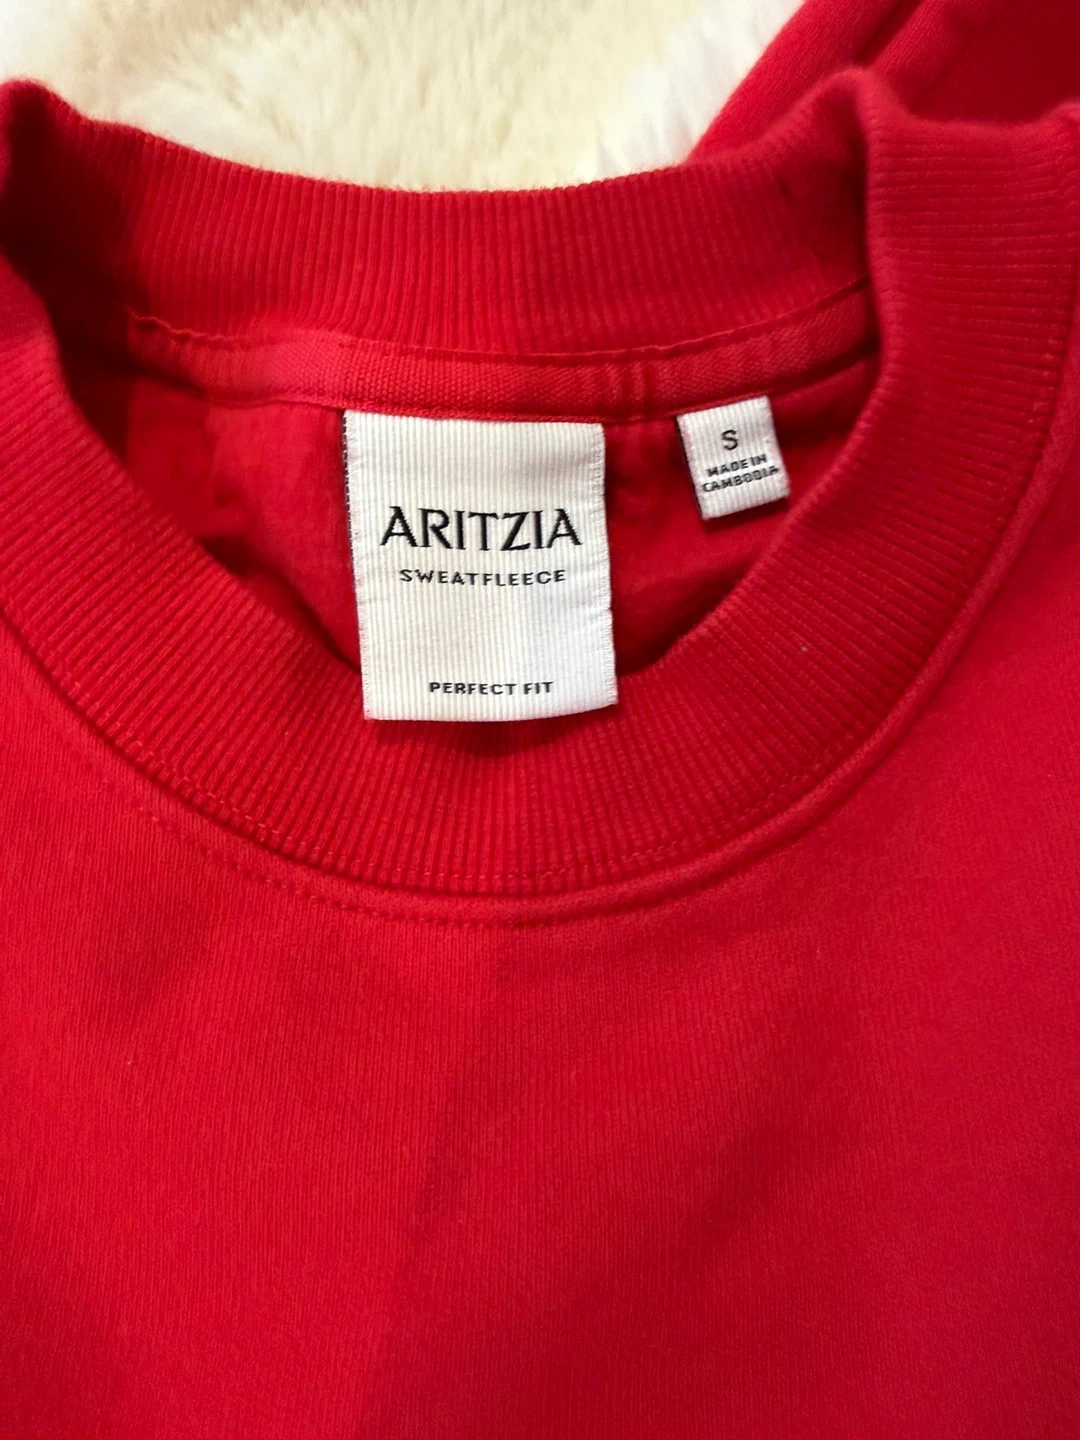 ARITZIA
SWEATFLEECE
PERFECT FIT
S
MADE IN
CAMBODIA